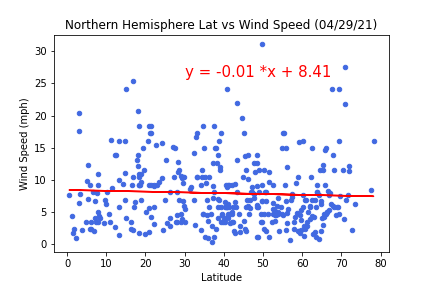 Northern Hemisphere Lat vs Wind Speed (04/29/21)
30
25
20
15
10
5
0
Wind Speed (mph)
y = -0.01 *x + 8.41
0 10 20 30 40 50 60 70 80
Latitude